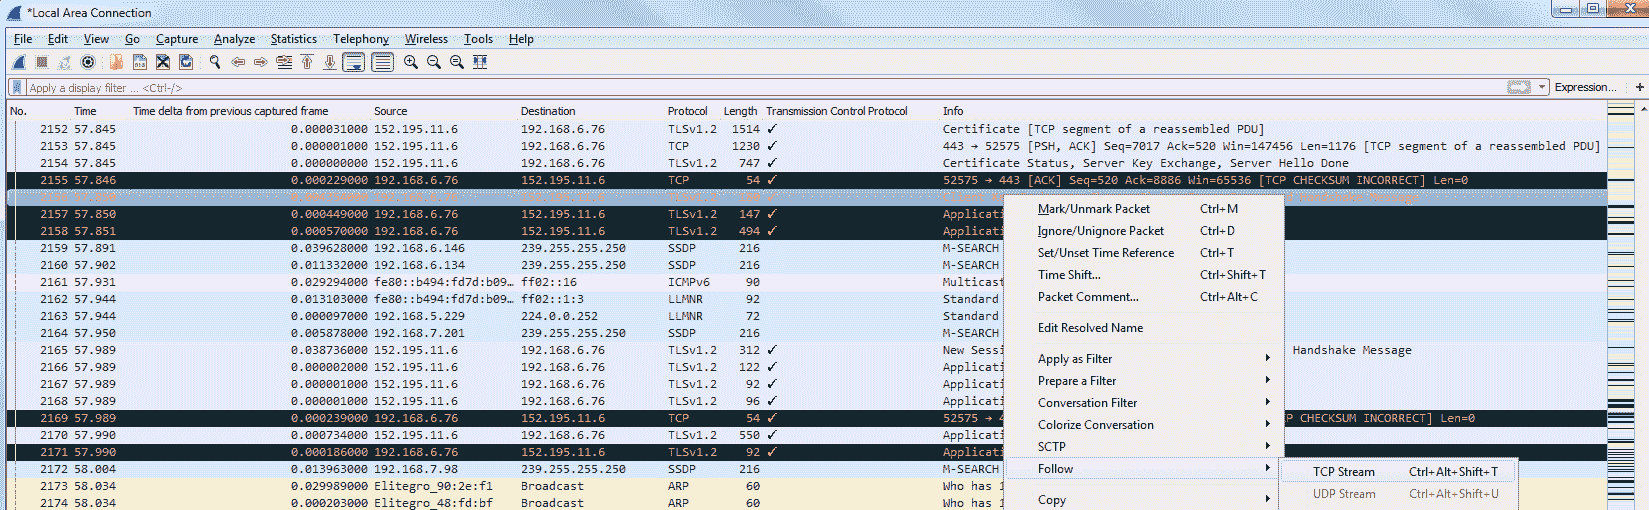 *Local Area Connection
File Edit View Go Capture Analyze Statistics Telephony Wireless Tools Help
Apply a display filter ... <Ctrl-/> Expression... +
No. Time Time delta from previous captured frame Source Destination Protocol Length Transmission Control Protocol Info
2152 57.845 0.000031000 152.195.11.6 192.168.6.76 TLSv1.2 1514 ✓ Certificate [TCP segment of a reassembled PDU]
2153 57.845 0.000001000 152.195.11.6 192.168.6.76 TCP 1230 ✓ 443 → 52575 [PSH, ACK] Seq=7017 Ack=520 Win=147456 Len=1176 [TCP segment of a reassembled PDU]
2154 57.845 0.000000000 152.195.11.6 192.168.6.76 TLSv1.2 747 ✓ Certificate Status, Server Key Exchange, Server Hello Done
2155 57.846 0.000229000 192.168.6.76 152.195.11.6 TCP 54 ✓ 52575 → 443 [ACK] Seq=520 Ack=8886 Win=65536 [TCP CHECKSUM INCORRECT] Len=0
2157 57.850 0.000449000 192.168.6.76 152.195.11.6 TLSv1.2 147 ✓ Applicati
2158 57.851 0.000570000 192.168.6.76 152.195.11.6 TLSv1.2 494 ✓ Applicati
2159 57.891 0.039628000 192.168.6.146 239.255.255.250 SSDP 216 M-SEARCH
2160 57.902 0.011332000 192.168.6.134 239.255.255.250 SSDP 216 M-SEARCH
2161 57.931 0.029294000 fe80::b494:fd7d:b09… ff02::16 ICMPv6 90 Multicast
2162 57.944 0.013103000 fe80::b494:fd7d:b09… ff02::1:3 LLMNR 92 Standard
2163 57.944 0.000097000 192.168.5.229 224.0.0.252 LLMNR 72 Standard
2164 57.950 0.005878000 192.168.7.201 239.255.255.250 SSDP 216 M-SEARCH
2165 57.989 0.038736000 152.195.11.6 192.168.6.76 TLSv1.2 312 ✓ New Sessi Handshake Message
2166 57.989 0.000002000 152.195.11.6 192.168.6.76 TLSv1.2 122 ✓ Applicati
2167 57.989 0.000001000 152.195.11.6 192.168.6.76 TLSv1.2 92 ✓ Applicati
2168 57.989 0.000001000 152.195.11.6 192.168.6.76 TLSv1.2 96 ✓ Applicati
2169 57.989 0.000239000 192.168.6.76 152.195.11.6 TCP 54 ✓ 52575 → 4 CP CHECKSUM INCORRECT] Len=0
2170 57.990 0.000734000 152.195.11.6 192.168.6.76 TLSv1.2 550 ✓ Applicati
2171 57.990 0.000186000 192.168.6.76 152.195.11.6 TLSv1.2 92 ✓ Applicati
2172 58.004 0.013963000 192.168.7.98 239.255.255.250 SSDP 216 M-SEARCH
2173 58.034 0.029989000 Elitegro_90:2e:f1 Broadcast ARP 60 Who has 1
2174 58.034 0.000203000 Elitegro_48:fd:bf Broadcast ARP 60 Who has 1
Mark/Unmark Packet Ctrl+M
Ignore/Unignore Packet Ctrl+D
Set/Unset Time Reference Ctrl+T
Time Shift... Ctrl+Shift+T
Packet Comment... Ctrl+Alt+C
Edit Resolved Name
Apply as Filter
Prepare a Filter
Conversation Filter
Colorize Conversation
SCTP
Follow
Copy
TCP Stream Ctrl+Alt+Shift+T
UDP Stream Ctrl+Alt+Shift+U